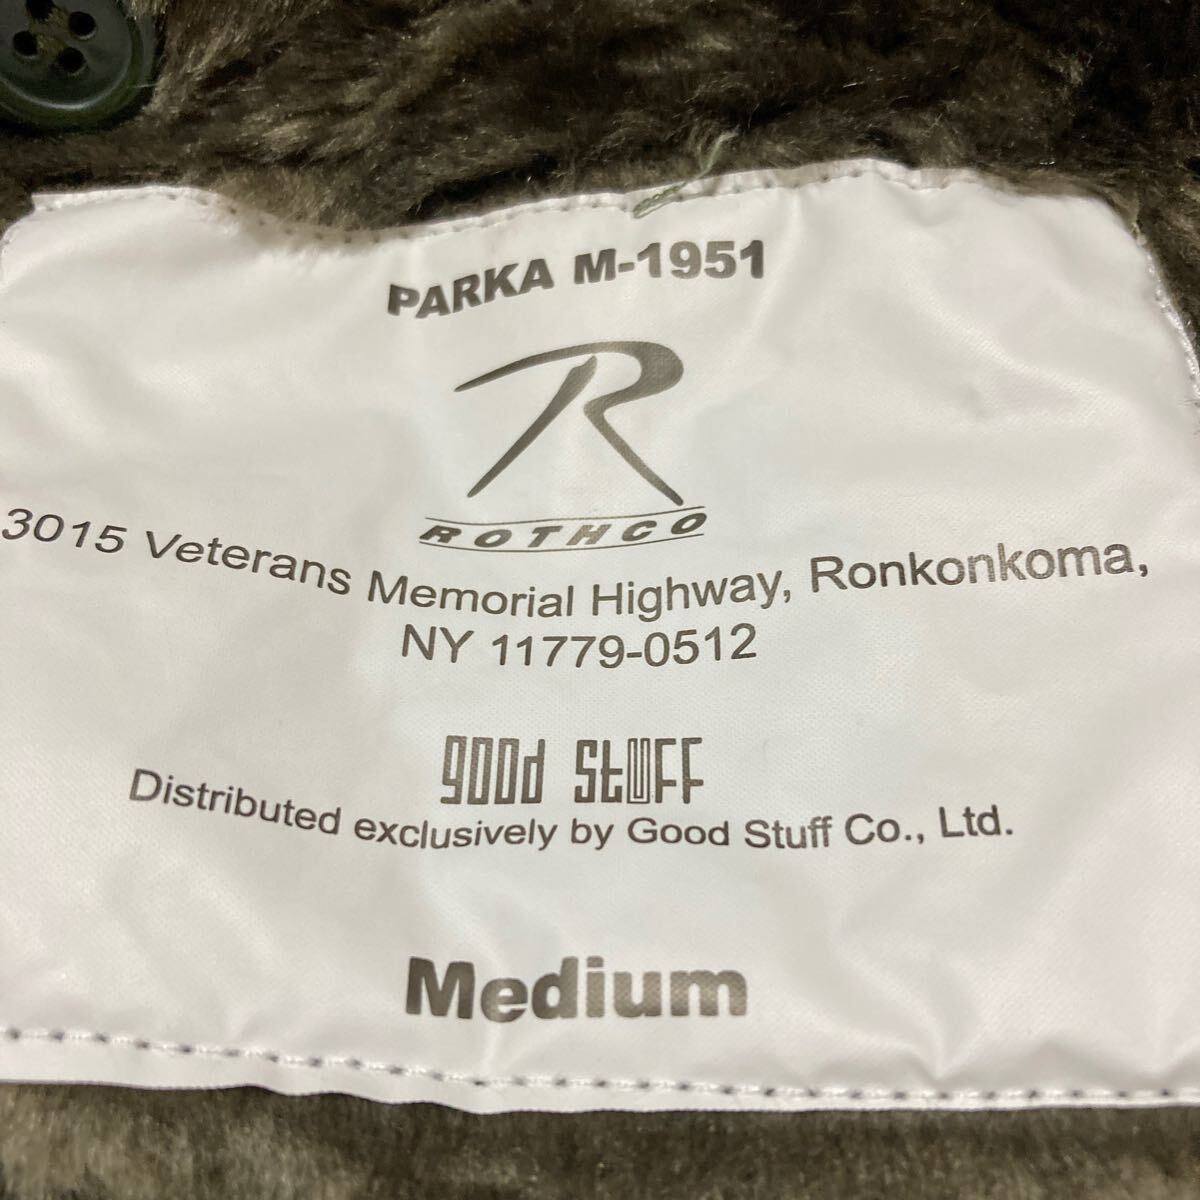 PARKA M-1951
R
ROTHCO
3015 Veterans Memorial Highway, Ronkonkoma,
NY 11779-0512
good stuff
Distributed exclusively by Good Stuff Co., Ltd.
Medium